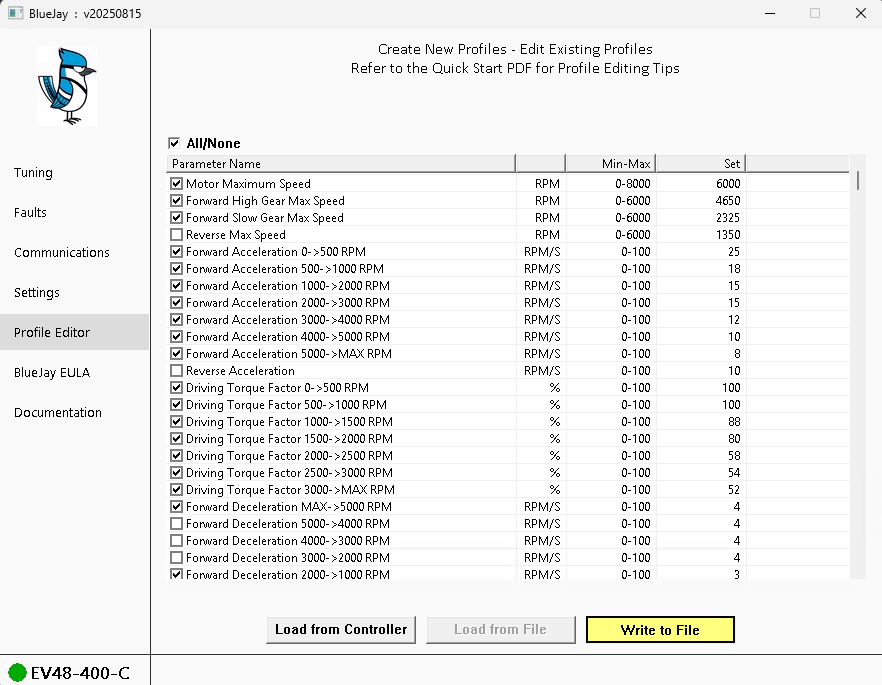 BlueJay : v20250815
Create New Profiles - Edit Existing Profiles
Refer to the Quick Start PDF for Profile Editing Tips
Tuning
Faults
Communications
Settings
Profile Editor
BlueJay EULA
Documentation
All/None
Parameter Name Min-Max Set
Motor Maximum Speed RPM 0-8000 6000
Forward High Gear Max Speed RPM 0-6000 4650
Forward Slow Gear Max Speed RPM 0-6000 2325
Reverse Max Speed RPM 0-6000 1350
Forward Acceleration 0->500 RPM RPM/S 0-100 25
Forward Acceleration 500->1000 RPM RPM/S 0-100 18
Forward Acceleration 1000->2000 RPM RPM/S 0-100 15
Forward Acceleration 2000->3000 RPM RPM/S 0-100 15
Forward Acceleration 3000->4000 RPM RPM/S 0-100 12
Forward Acceleration 4000->5000 RPM RPM/S 0-100 10
Forward Acceleration 5000->MAX RPM RPM/S 0-100 8
Reverse Acceleration RPM/S 0-100 10
Driving Torque Factor 0->500 RPM % 0-100 100
Driving Torque Factor 500->1000 RPM % 0-100 100
Driving Torque Factor 1000->1500 RPM % 0-100 88
Driving Torque Factor 1500->2000 RPM % 0-100 80
Driving Torque Factor 2000->2500 RPM % 0-100 58
Driving Torque Factor 2500->3000 RPM % 0-100 54
Driving Torque Factor 3000->MAX RPM % 0-100 52
Forward Deceleration MAX->5000 RPM RPM/S 0-100 4
Forward Deceleration 5000->4000 RPM RPM/S 0-100 4
Forward Deceleration 4000->3000 RPM RPM/S 0-100 4
Forward Deceleration 3000->2000 RPM RPM/S 0-100 4
Forward Deceleration 2000->1000 RPM RPM/S 0-100 3
Load from Controller
Load from File
Write to File
EV48-400-C